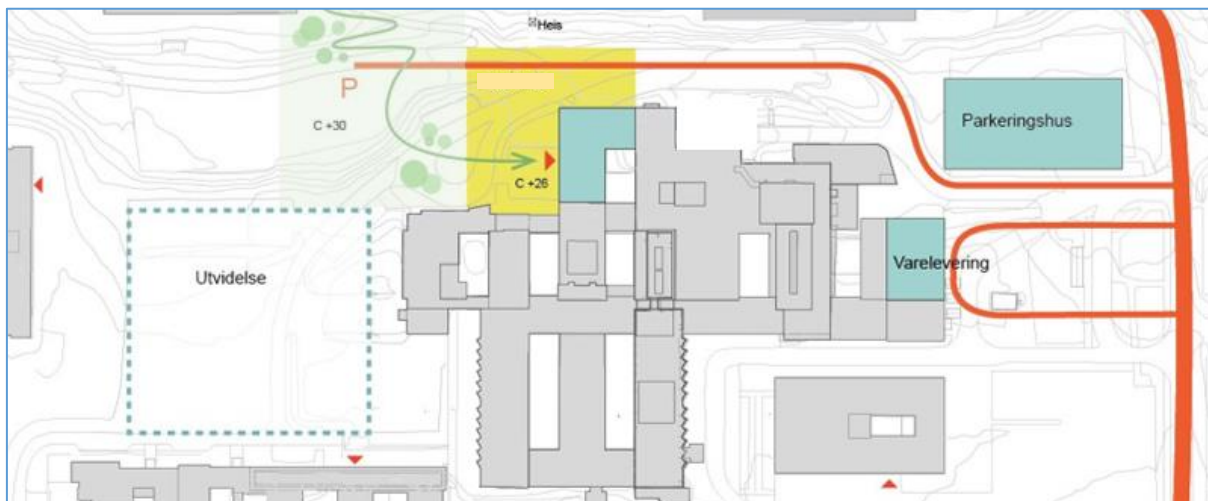 Heis
P
Parkeringshus
C +30
C +26
Varelevering
Utvidelse